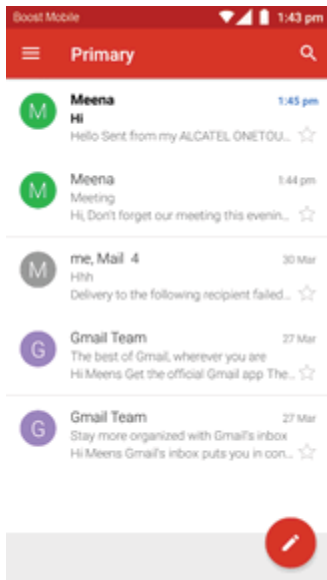 Boost Mobile 1:43 pm
Primary
M Meena 1:45 pm
Hi
Hello Sent from my ALCATEL ONETOU...
M Meena 1:44 pm
Meeting
Hi, Don't forget our meeting this evenin...
M me, Mail 4 30 Mar
Hhh
Delivery to the following recipient failed...
G Gmail Team 27 Mar
The best of Gmail, wherever you are
Hi Meens Get the official Gmail app The...
G Gmail Team 27 Mar
Stay more organized with Gmail's inbox
Hi Meens Gmail's inbox puts you in con...